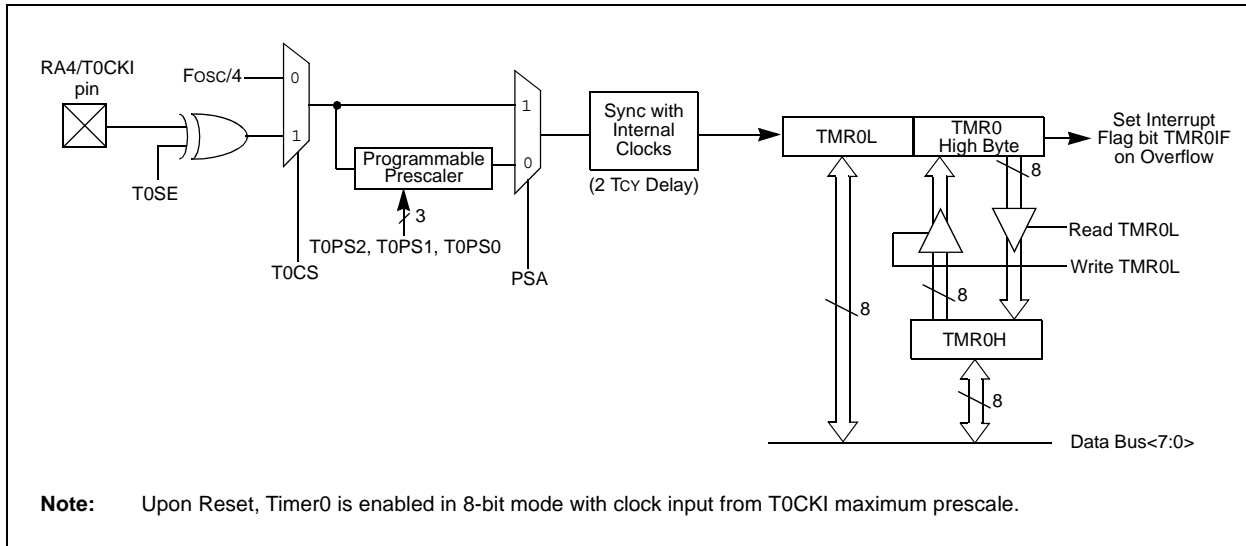 RA4/T0CKI
pin
FOSC/4
0
1
T0SE
T0CS
Programmable
Prescaler
3
T0PS2, T0PS1, T0PS0
1
0
PSA
Sync with
Internal
Clocks
(2 TCY Delay)
TMR0L
TMR0
High Byte
Set Interrupt
Flag bit TMR0IF
on Overflow
8
Read TMR0L
Write TMR0L
8
8
TMR0H
8
Data Bus<7:0>
Note: Upon Reset, Timer0 is enabled in 8-bit mode with clock input from T0CKI maximum prescale.